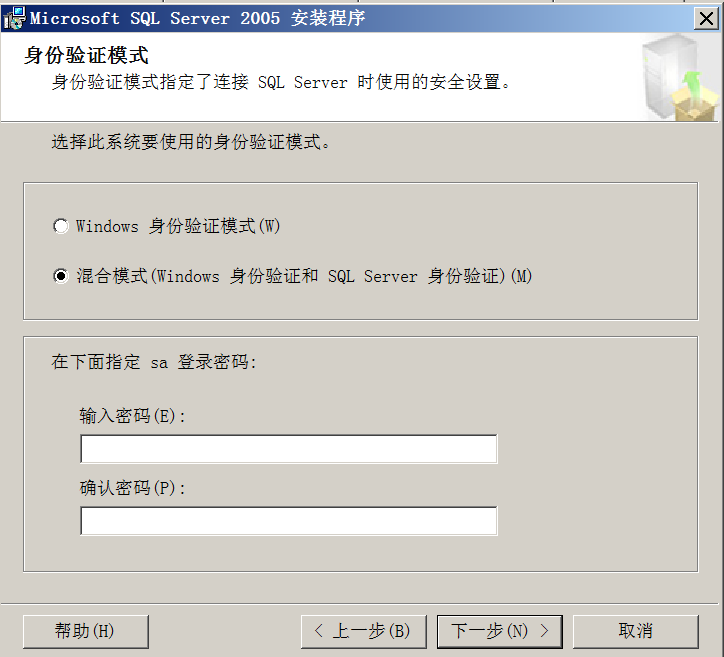 Microsoft SQL Server 2005 安装程序
身份验证模式
身份验证模式指定了连接 SQL Server 时使用的安全设置。
选择此系统要使用的身份验证模式。
Windows 身份验证模式(W)
混合模式(Windows 身份验证和 SQL Server 身份验证)(M)
在下面指定 sa 登录密码:
输入密码(E):
确认密码(P):
帮助(H)
< 上一步(B)
下一步(N) >
取消